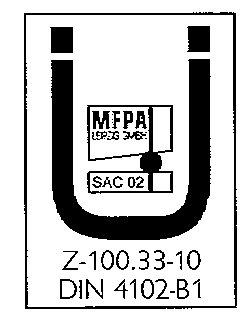 Ü
MFPA
LEIPZIG GMBH
SAC 02
Z-100.33-10
DIN 4102-B1